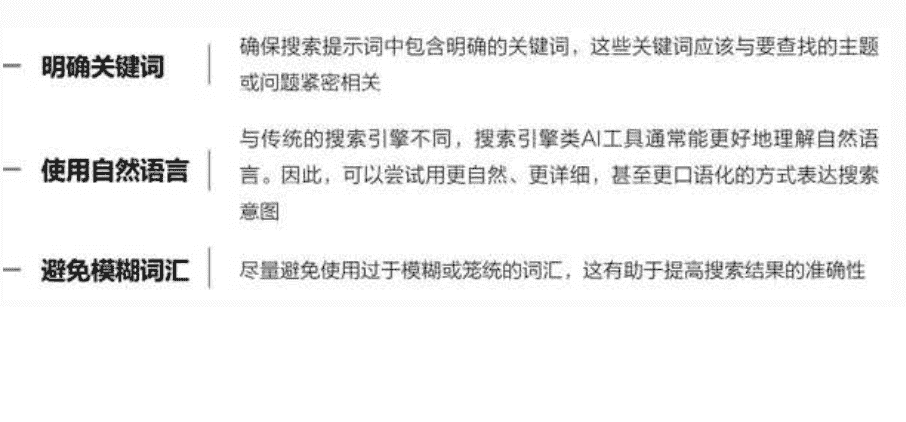 明确关键词
确保搜索提示词中包含明确的关键词，这些关键词应该与要查找的主题
或问题紧密相关
使用自然语言
与传统的搜索引擎不同，搜索引擎类AI工具通常能更好地理解自然语
言。因此，可以尝试用更自然、更详细，甚至更口语化的方式表达搜索
意图
避免模糊词汇
尽量避免使用过于模糊或笼统的词汇，这有助于提高搜索结果的准确性